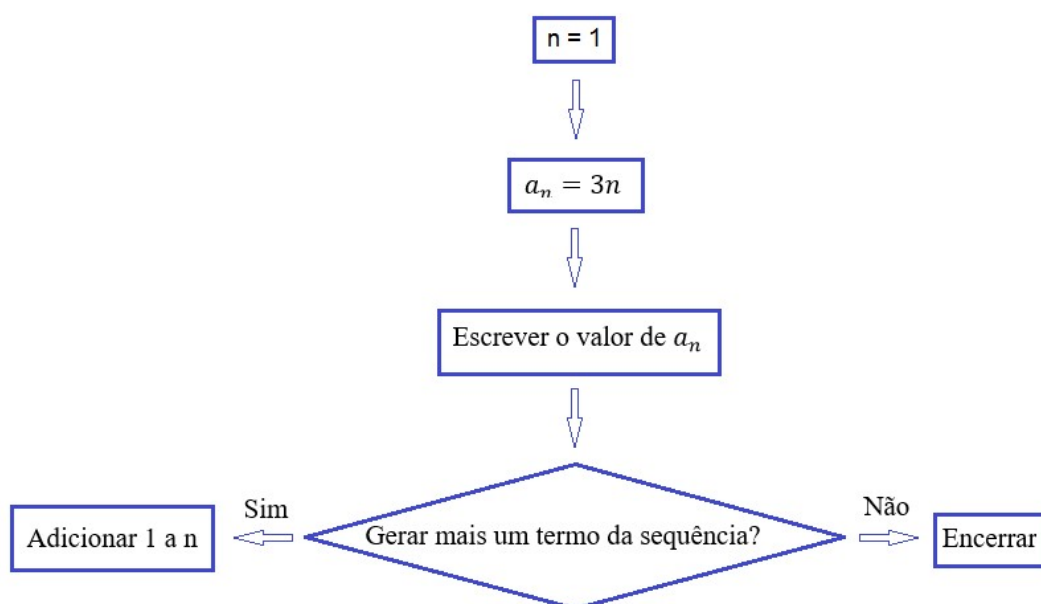 n = 1
aₙ = 3n
Escrever o valor de aₙ
Sim
Não
Adicionar 1 a n
Gerar mais um termo da sequência?
Encerrar